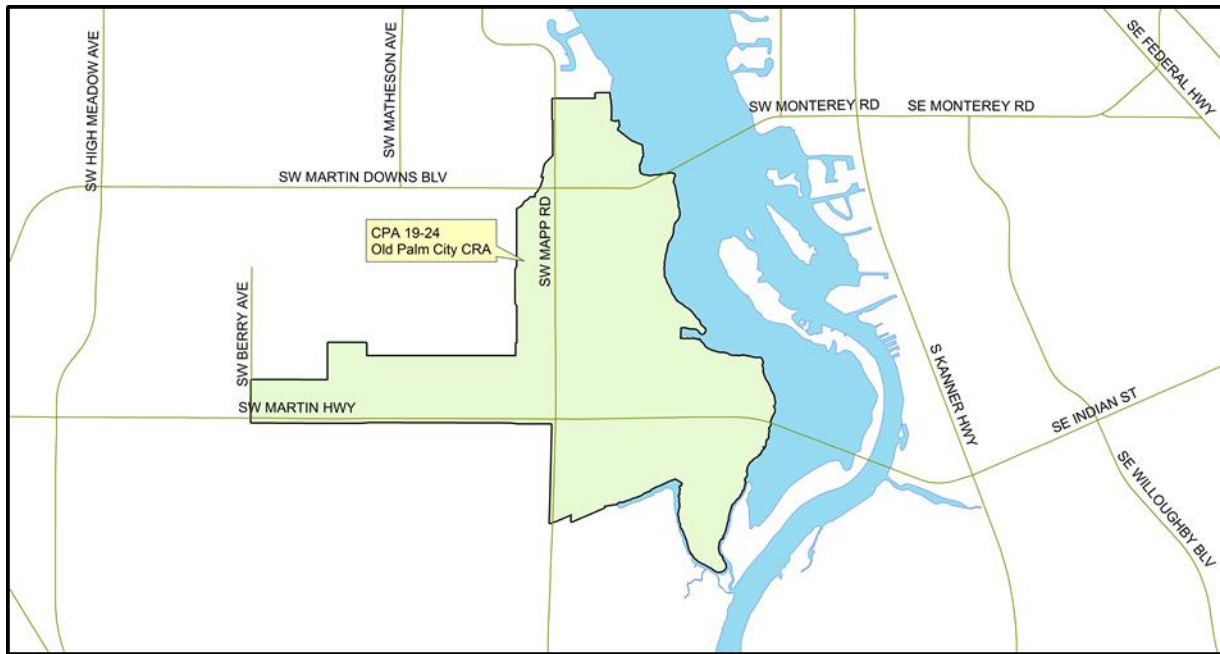 SW HIGH MEADOW AVE
SW MATHESON AVE
SE FEDERAL HWY
SW MONTEREY RD
SE MONTEREY RD
SW MARTIN DOWNS BLV
CPA 19-24
Old Palm City CRA
SW MAPP RD
SW BERRY AVE
SW MARTIN HWY
S KANNER HWY
SE INDIAN ST
SE WILLOUGHBY BLV